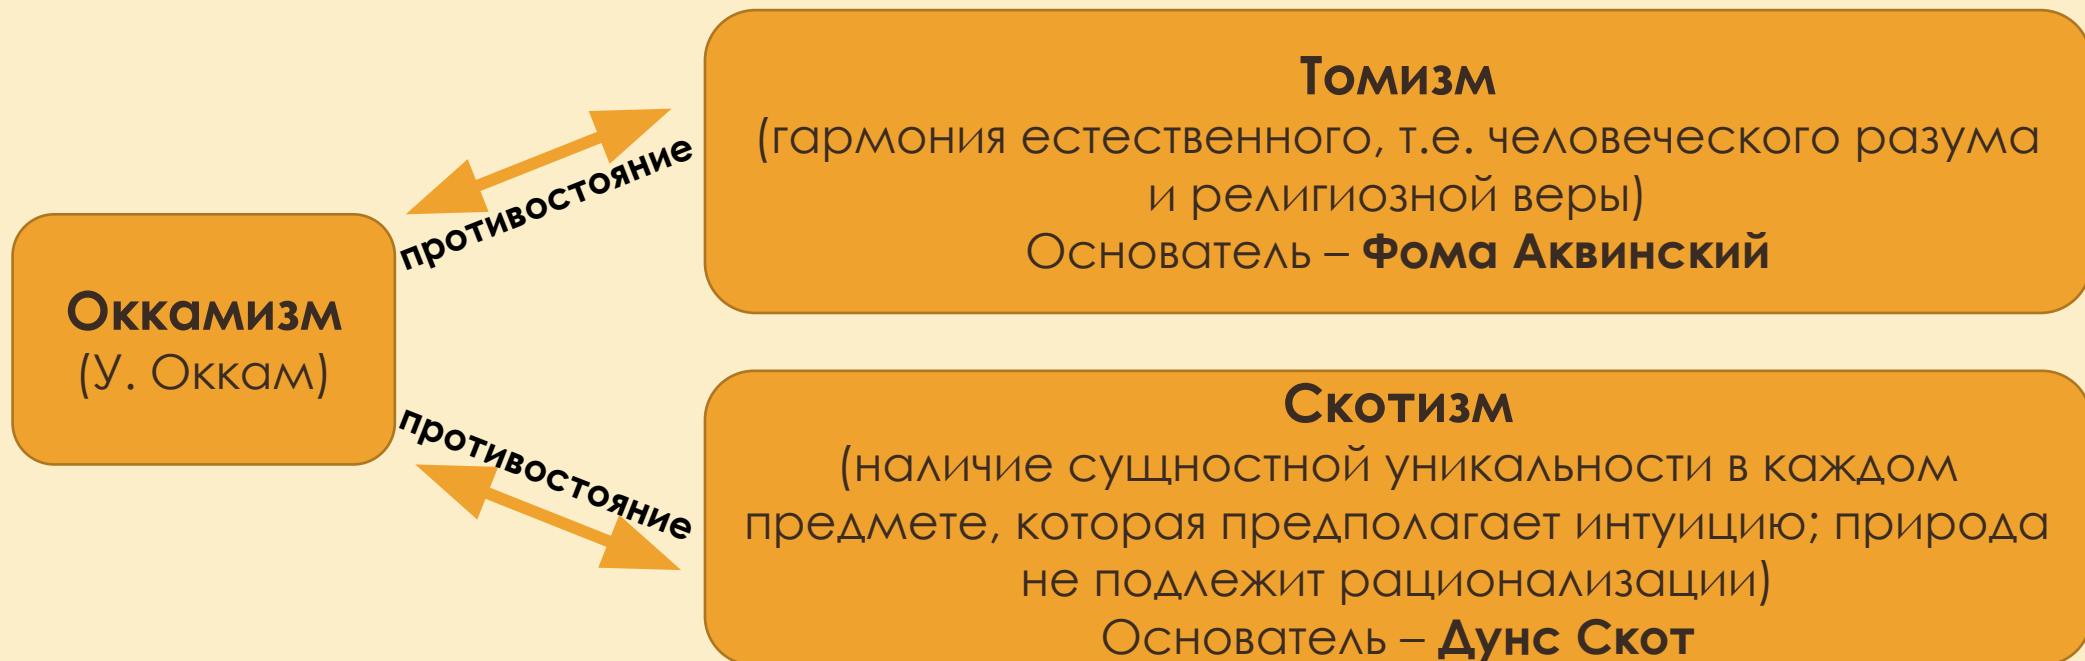 Оккамизм
(У. Оккам)
противостояние
Томизм
(гармония естественного, т.е. человеческого разума
и религиозной веры)
Основатель – Фома Аквинский
противостояние
Скотизм
(наличие сущностной уникальности в каждом
предмете, которая предполагает интуицию; природа
не подлежит рационализации)
Основатель – Дунс Скот